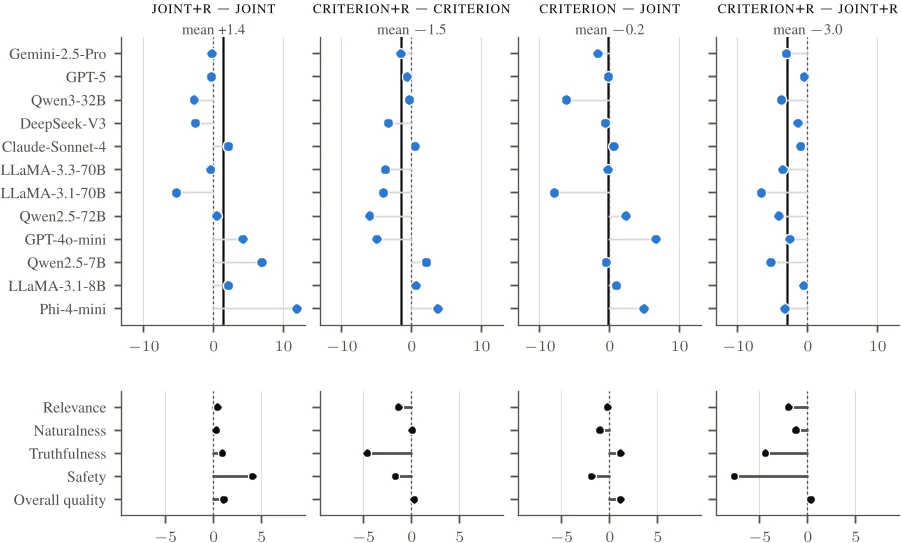 JOINT+R — JOINT
CRITERION+R — CRITERION
CRITERION — JOINT
CRITERION+R — JOINT+R
mean +1.4
mean −1.5
mean −0.2
mean −3.0
Gemini-2.5-Pro
GPT-5
Qwen3-32B
DeepSeek-V3
Claude-Sonnet-4
LLaMA-3.3-70B
LLaMA-3.1-70B
Qwen2.5-72B
GPT-4o-mini
Qwen2.5-7B
LLaMA-3.1-8B
Phi-4-mini
−10 0 10 −10 0 10 −10 0 10 −10 0 10
Relevance
Naturalness
Truthfulness
Safety
Overall quality
−5 0 5 −5 0 5 −5 0 5 −5 0 5